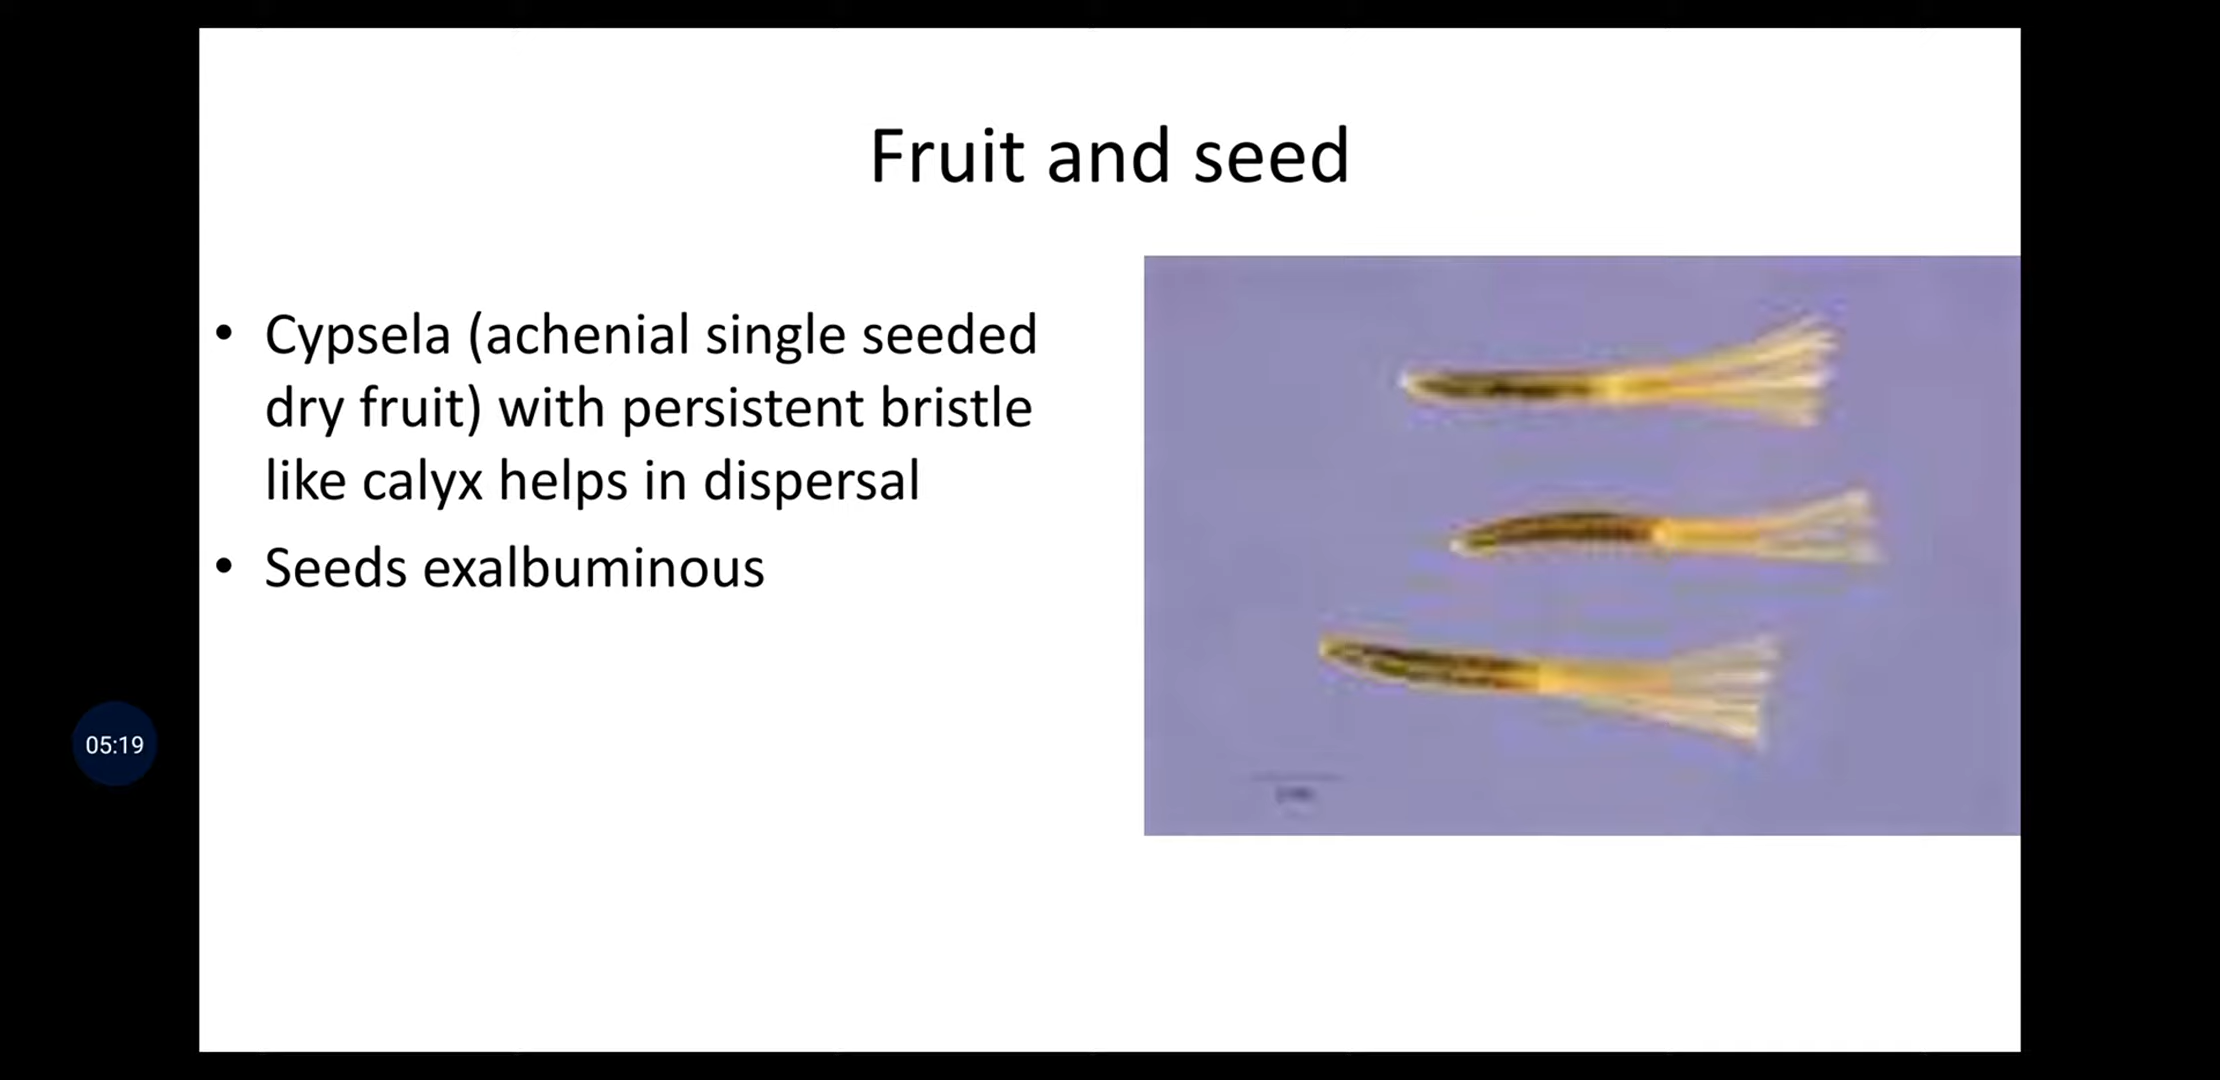 Fruit and seed
• Cypsela (achenial single seeded
dry fruit) with persistent bristle
like calyx helps in dispersal
• Seeds exalbuminous
05:19